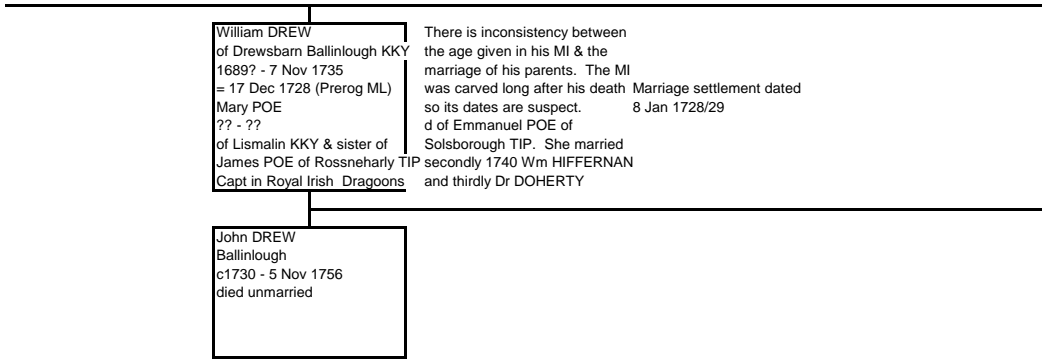 William DREW
of Drewsbarn Ballinlough KKY
1689? - 7 Nov 1735
= 17 Dec 1728 (Prerog ML)
Mary POE
?? - ??
of Lismalin KKY & sister of
James POE of Rossneharly TIP
Capt in Royal Irish Dragoons
There is inconsistency between
the age given in his MI & the
marriage of his parents. The MI
was carved long after his death
so its dates are suspect.
d of Emmanuel POE of
Solsborough TIP. She married
secondly 1740 Wm HIFFERNAN
and thirdly Dr DOHERTY
Marriage settlement dated
8 Jan 1728/29
John DREW
Ballinlough
c1730 - 5 Nov 1756
died unmarried